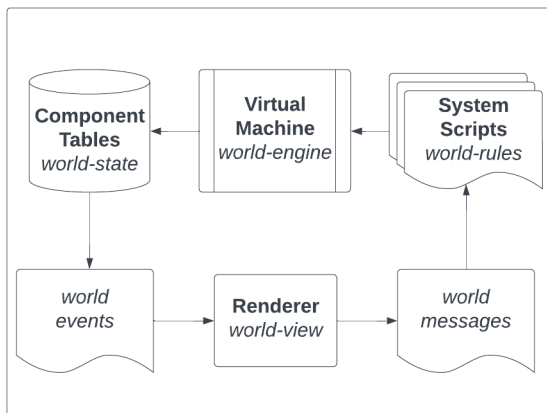 Component
Tables
world-state
Virtual
Machine
world-engine
System
Scripts
world-rules
world
events
Renderer
world-view
world
messages